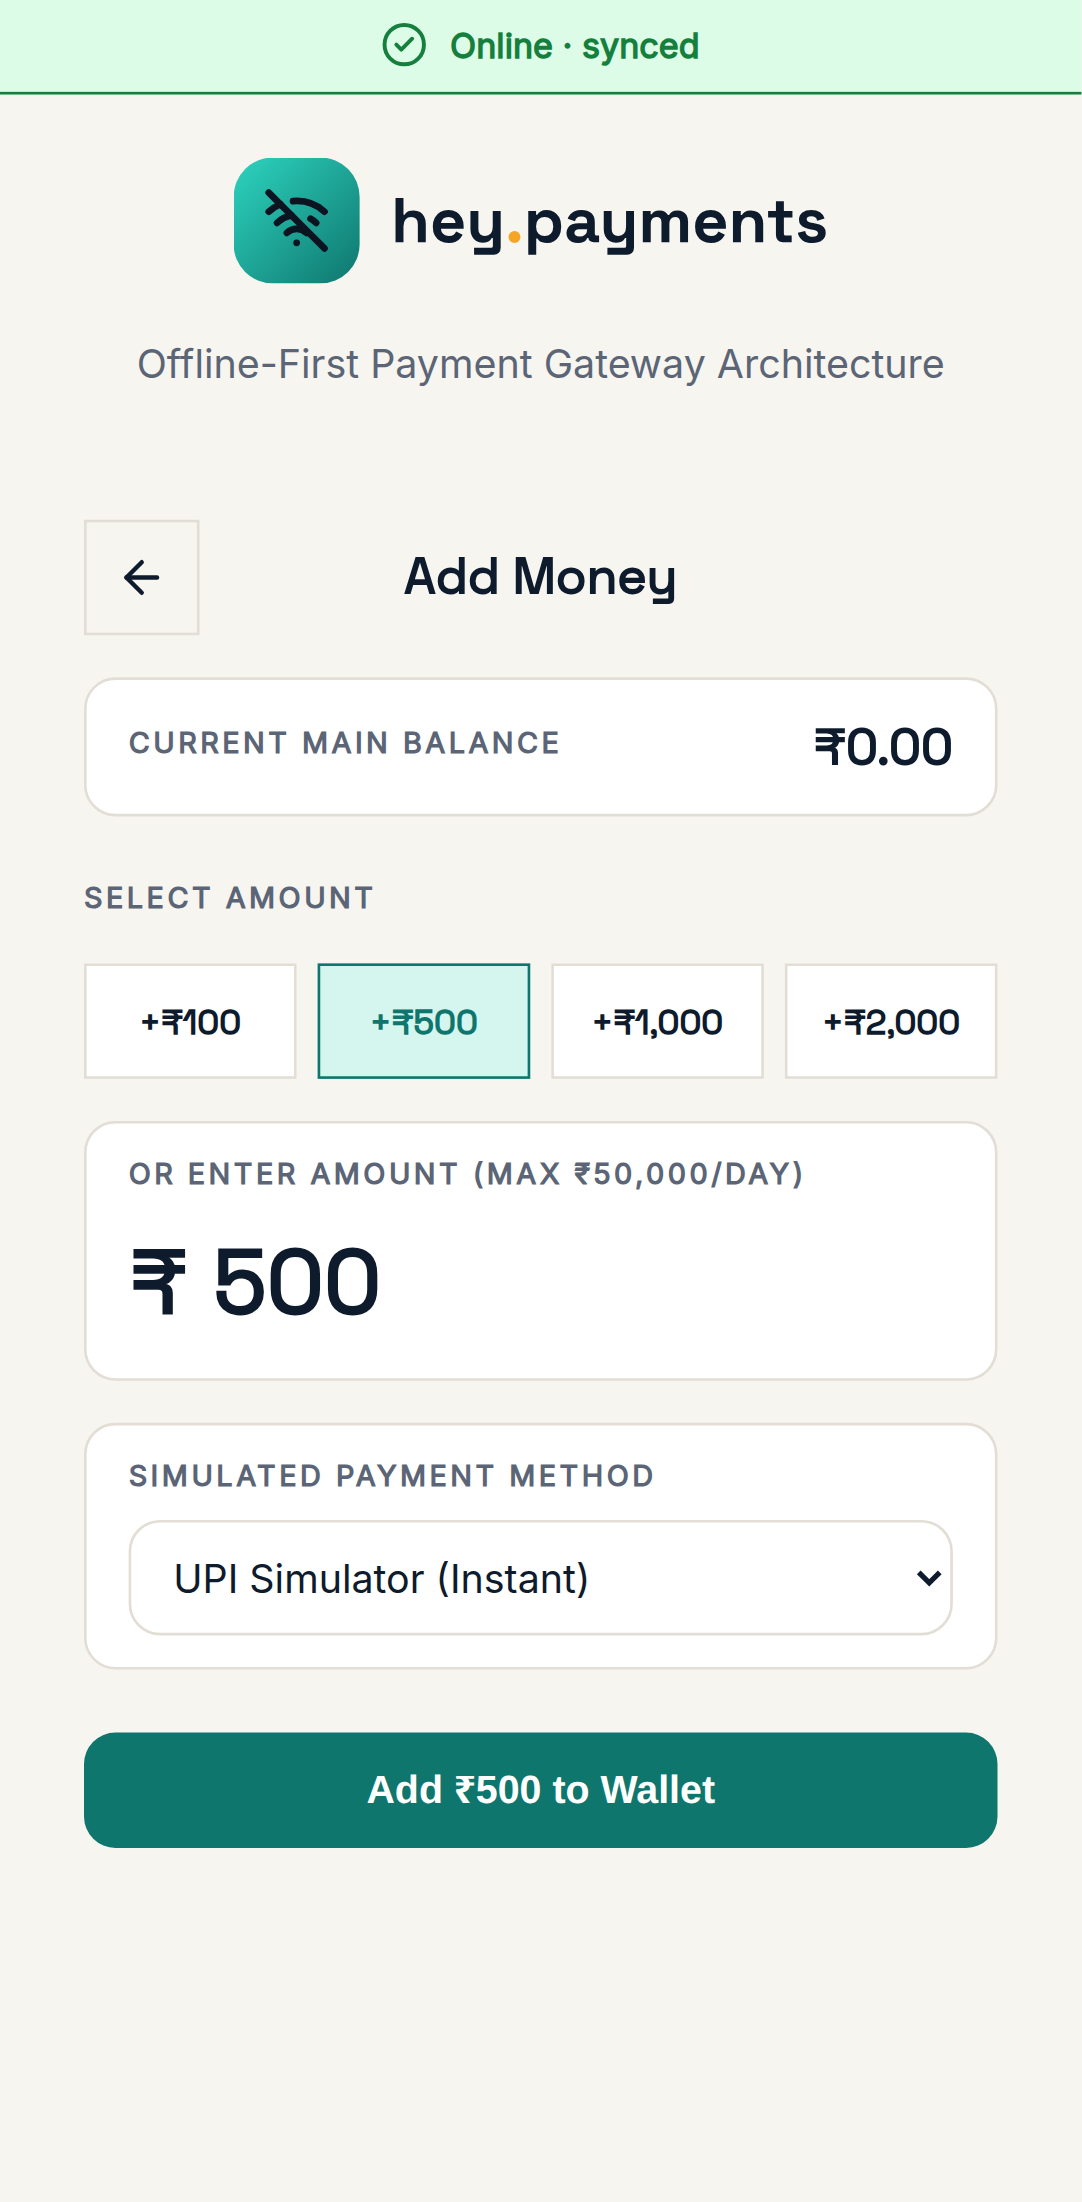 Online · synced
hey.payments
Offline-First Payment Gateway Architecture
Add Money
CURRENT MAIN BALANCE ₹0.00
SELECT AMOUNT
+₹100 +₹500 +₹1,000 +₹2,000
OR ENTER AMOUNT (MAX ₹50,000/DAY)
₹ 500
SIMULATED PAYMENT METHOD
UPI Simulator (Instant)
Add ₹500 to Wallet